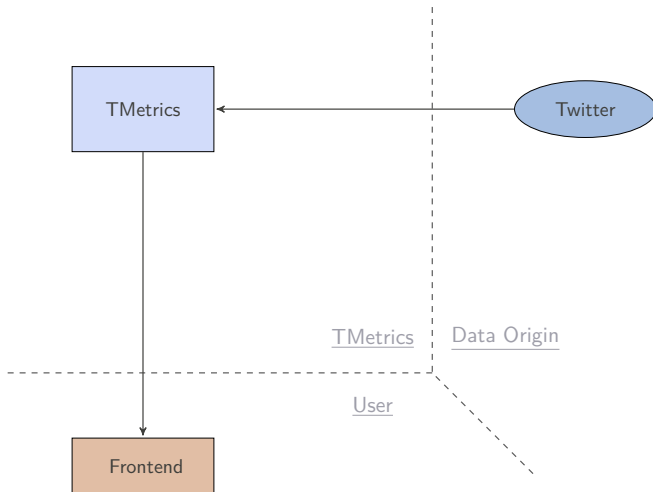 TMetrics
Twitter
TMetrics
Data Origin
User
Frontend